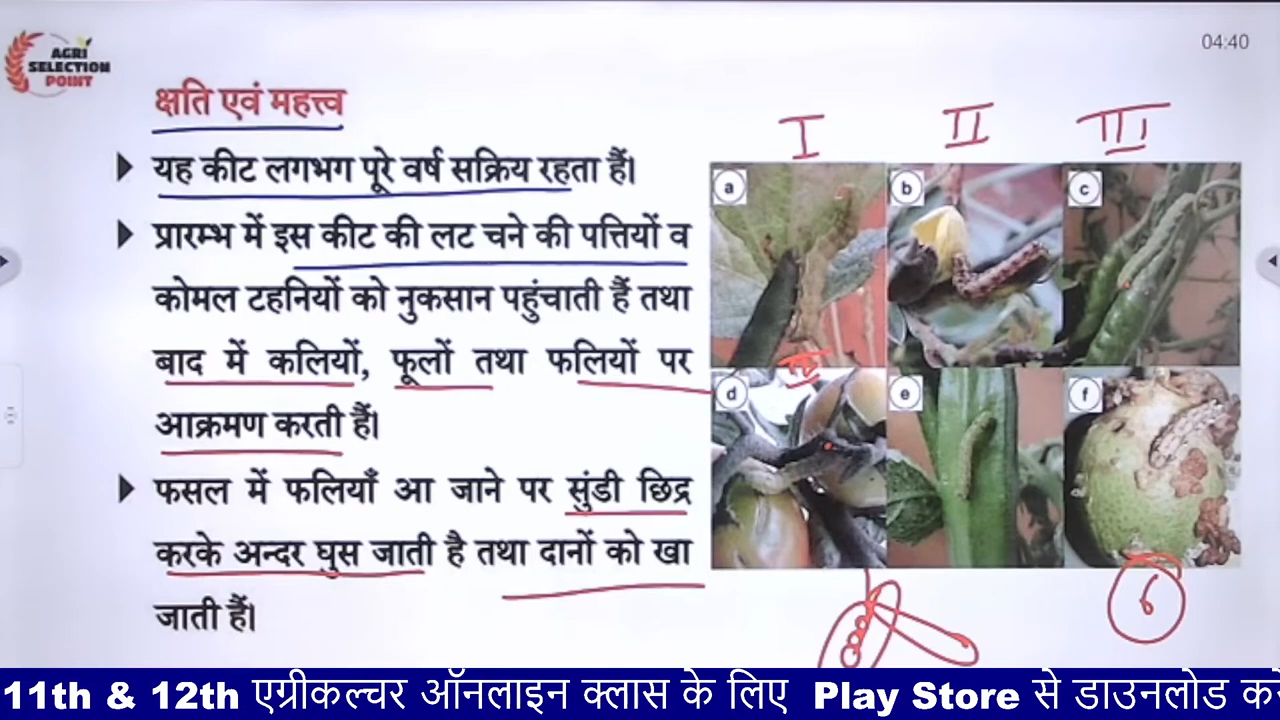 AGRI
SELECTION
POINT
04:40
क्षति एवं महत्त्व
यह कीट लगभग पूरे वर्ष सक्रिय रहता हैं।
प्रारम्भ में इस कीट की लट चने की पत्तियों व
कोमल टहनियों को नुकसान पहुंचाती हैं तथा
बाद में कलियों, फूलों तथा फलियों पर
आक्रमण करती हैं।
फसल में फलियाँ आ जाने पर सुंडी छिद्र
करके अन्दर घुस जाती है तथा दानों को खा
जाती हैं।
I II III
a b c
d e f
6
11th & 12th एग्रीकल्चर ऑनलाइन क्लास के लिए Play Store से डाउनलोड